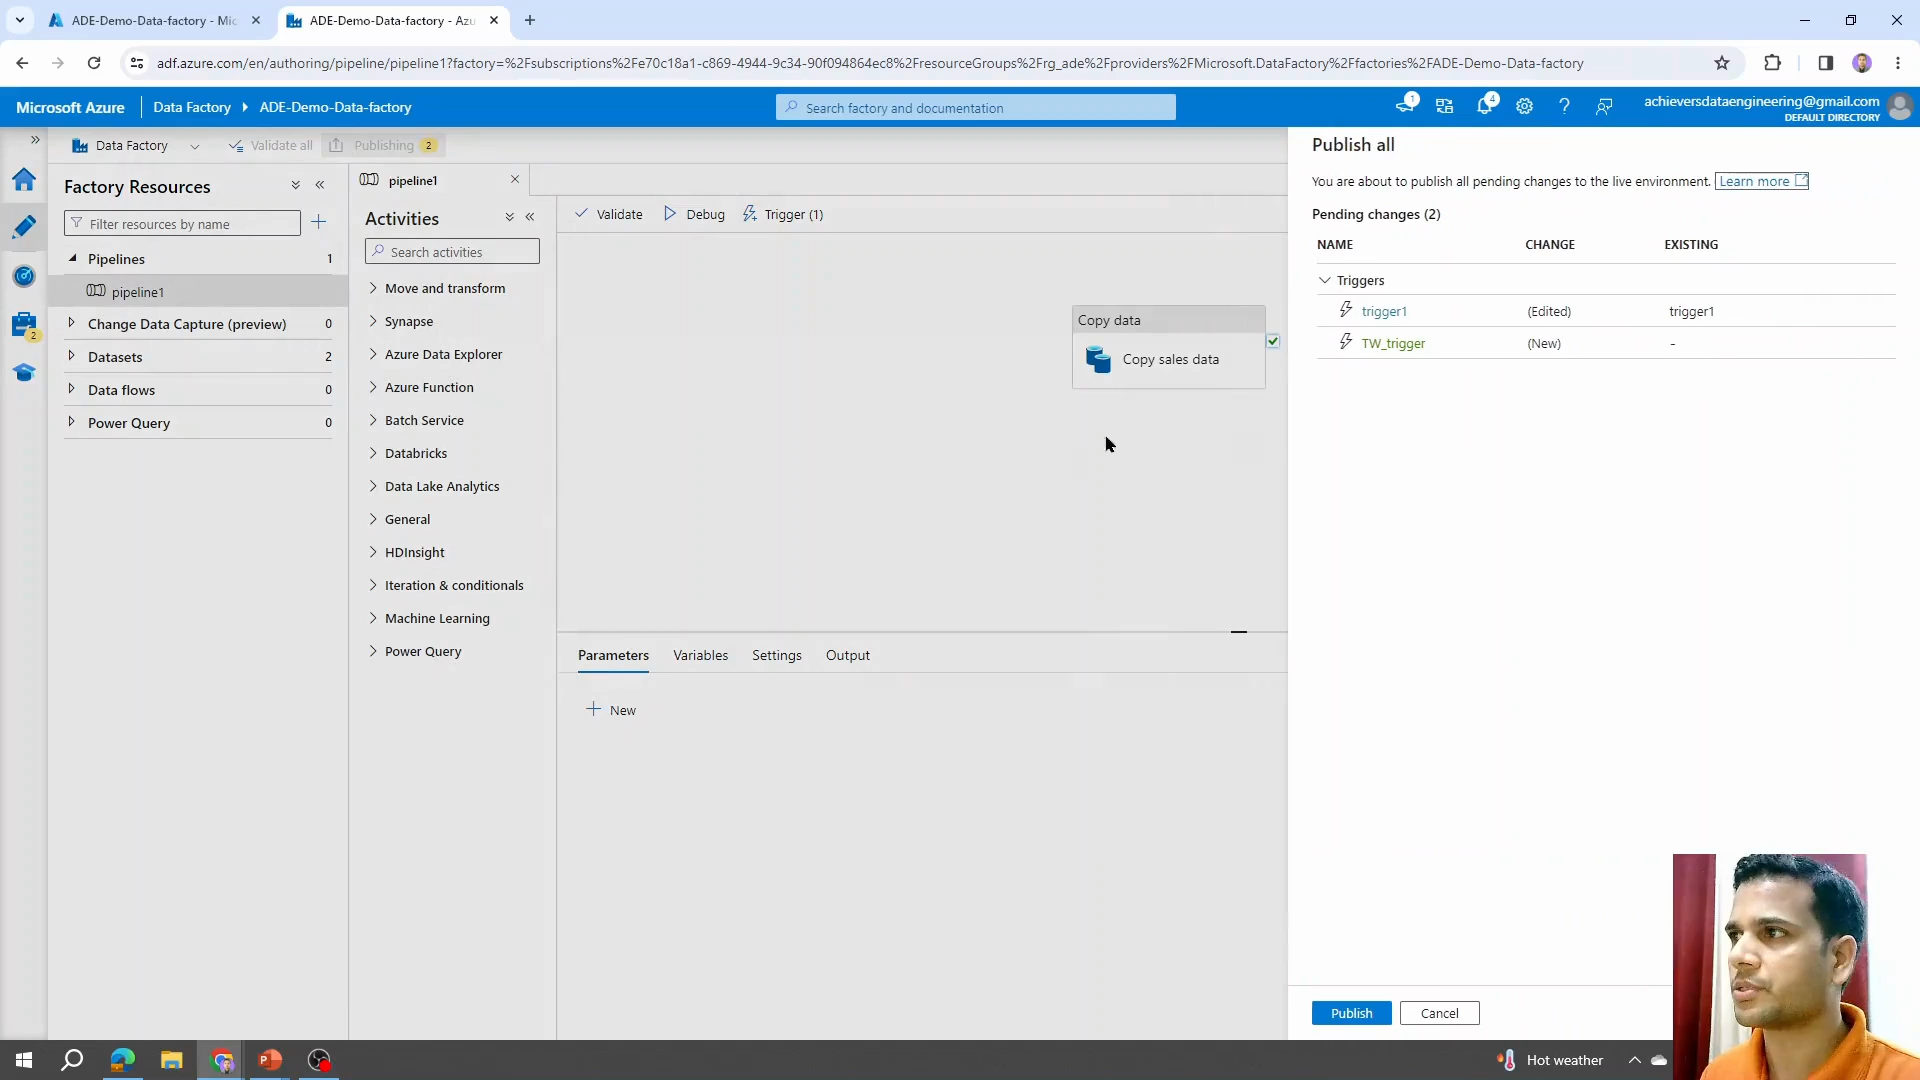 ADE-Demo-Data-factory - Mic
ADE-Demo-Data-factory - Azu
adf.azure.com/en/authoring/pipeline/pipeline1?factory=%2Fsubscriptions%2Fe70c18a1-c869-4944-9c34-90f094864ec8%2FresourceGroups%2Frg_ade%2Fproviders%2FMicrosoft.DataFactory%2Ffactories%2FADE-Demo-Data-factory
Microsoft Azure
Data Factory
ADE-Demo-Data-factory
Search factory and documentation
1
4
achieversdataengineering@gmail.com
DEFAULT DIRECTORY
Data Factory
Validate all
Publishing 2
Factory Resources
Filter resources by name
Pipelines 1
pipeline1
Change Data Capture (preview) 0
Datasets 2
Data flows 0
Power Query 0
2
pipeline1
Activities
Search activities
Move and transform
Synapse
Azure Data Explorer
Azure Function
Batch Service
Databricks
Data Lake Analytics
General
HDInsight
Iteration & conditionals
Machine Learning
Power Query
Validate
Debug
Trigger (1)
Copy data
Copy sales data
Parameters
Variables
Settings
Output
New
Publish all
You are about to publish all pending changes to the live environment. Learn more
Pending changes (2)
NAME CHANGE EXISTING
Triggers
trigger1 (Edited) trigger1
TW_trigger (New) -
Publish
Cancel
Hot weather